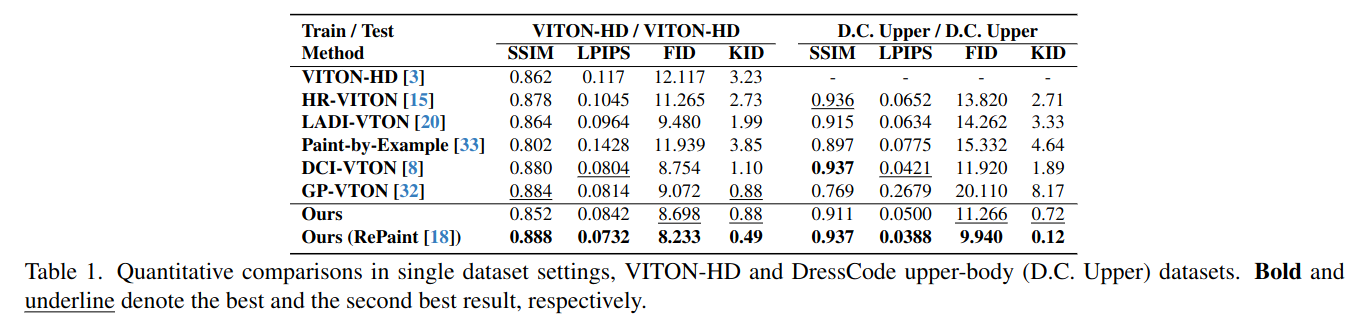 Train / Test VITON-HD / VITON-HD D.C. Upper / D.C. Upper
Method SSIM LPIPS FID KID SSIM LPIPS FID KID
VITON-HD [3] 0.862 0.117 12.117 3.23 - - - -
HR-VITON [15] 0.878 0.1045 11.265 2.73 0.936 0.0652 13.820 2.71
LADI-VTON [20] 0.864 0.0964 9.480 1.99 0.915 0.0634 14.262 3.33
Paint-by-Example [33] 0.802 0.1428 11.939 3.85 0.897 0.0775 15.332 4.64
DCI-VTON [8] 0.880 0.0804 8.754 1.10 0.937 0.0421 11.920 1.89
GP-VTON [32] 0.884 0.0814 9.072 0.88 0.769 0.2679 20.110 8.17
Ours 0.852 0.0842 8.698 0.88 0.911 0.0500 11.266 0.72
Ours (RePaint [18]) 0.888 0.0732 8.233 0.49 0.937 0.0388 9.940 0.12
Table 1. Quantitative comparisons in single dataset settings, VITON-HD and DressCode upper-body (D.C. Upper) datasets. Bold and
underline denote the best and the second best result, respectively.